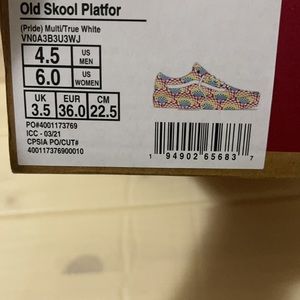 Old Skool Platfor
(Pride) Multi/True White
VN0A3B3U3WJ
4.5 US MEN
6.0 US WOMEN
UK EUR CM
3.5 36.0 22.5
PO#4001173769
ICC - 03/21
CPSIA PO/CUT#
400117376900010
1 94902 65683 7